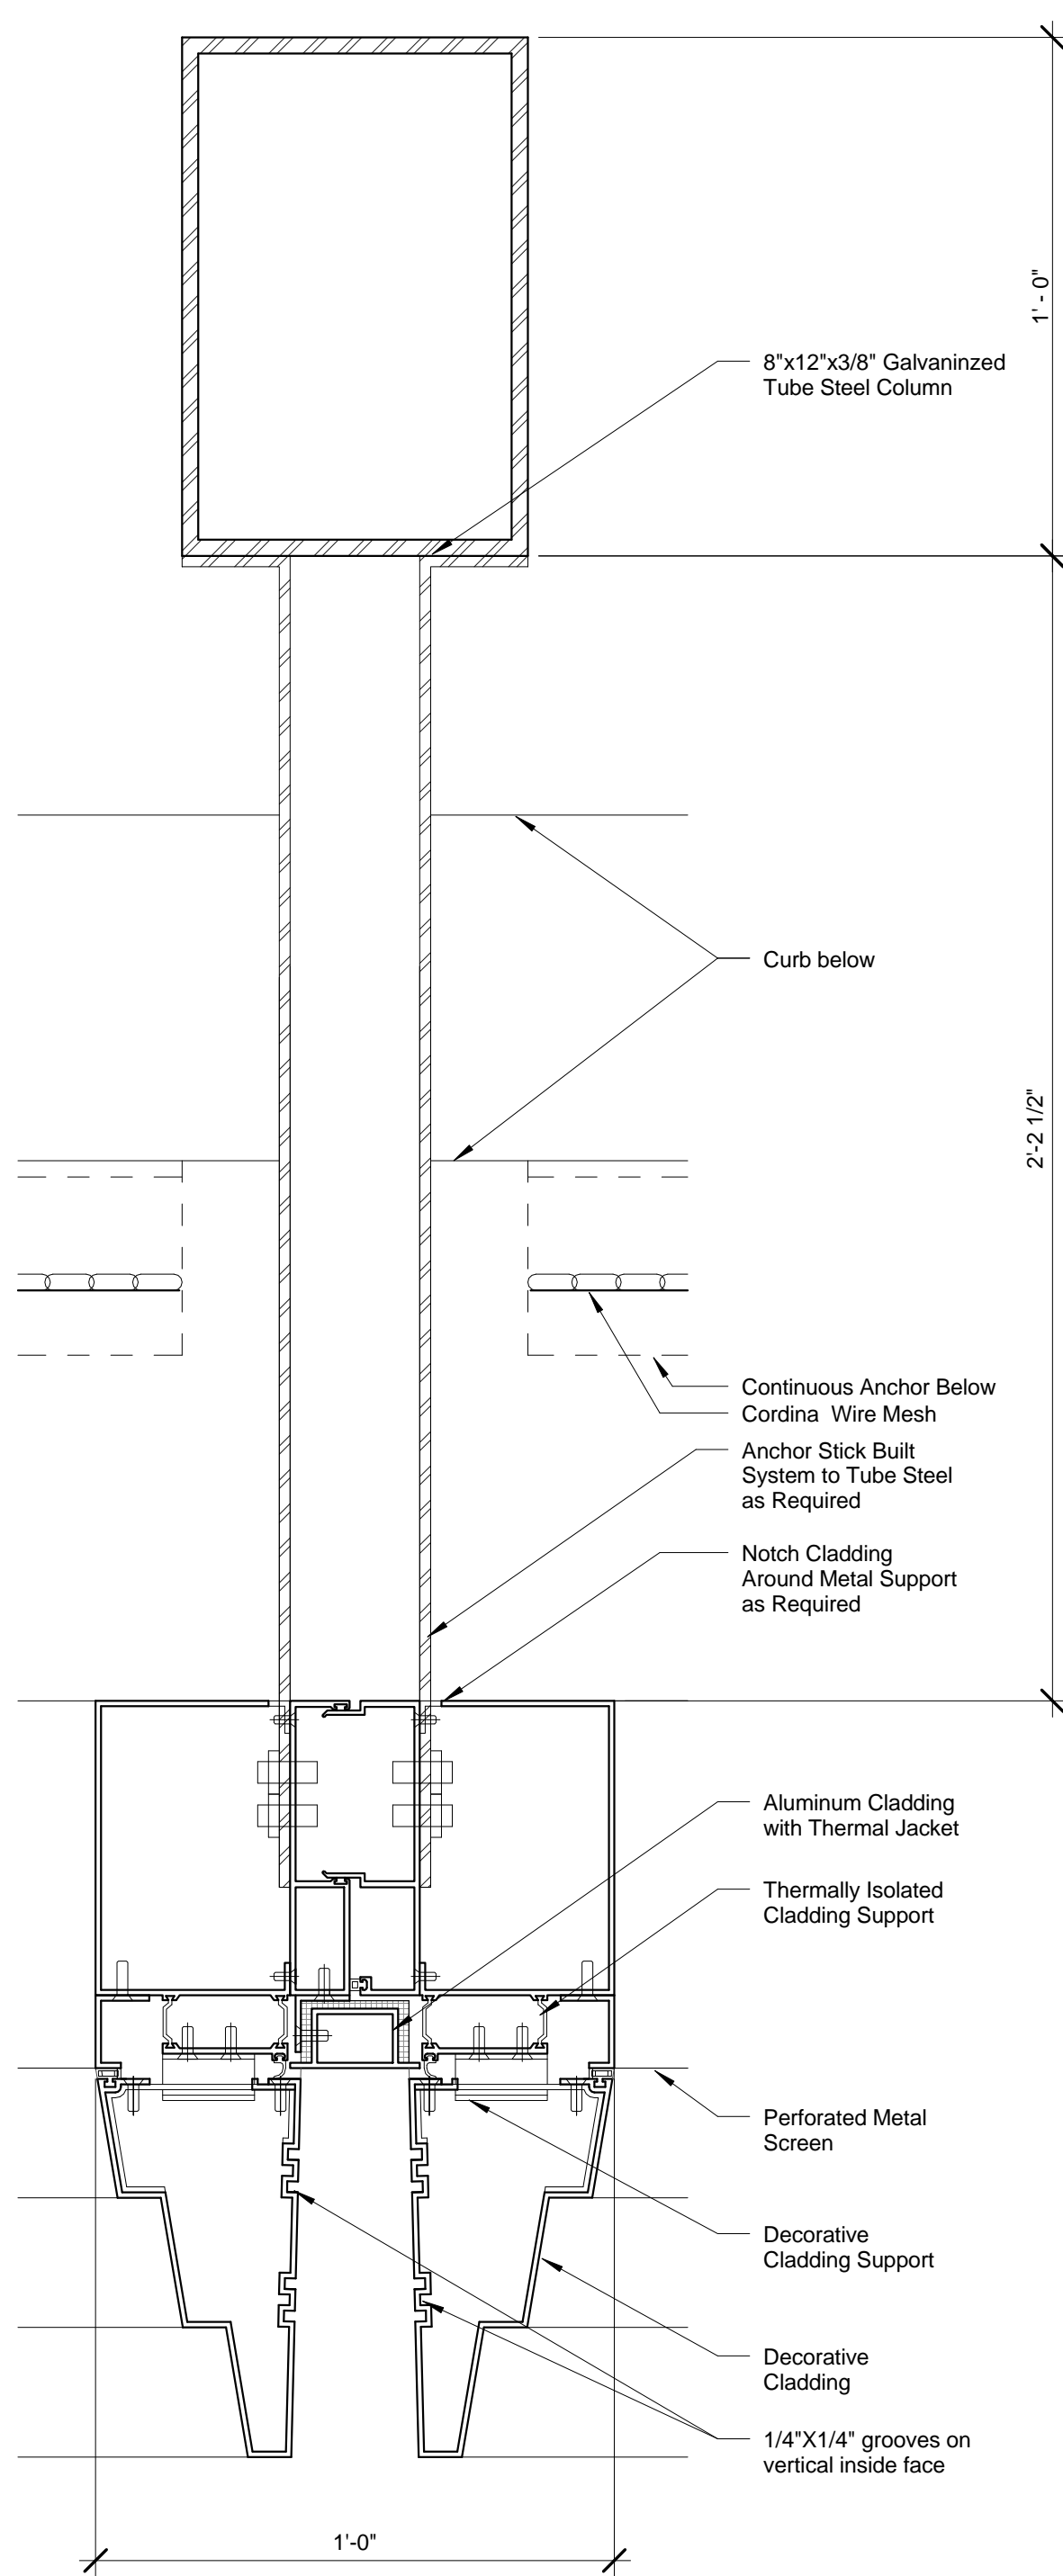 1' - 0"
8"x12"x3/8" Galvaninzed
Tube Steel Column
Curb below
2'-2 1/2"
Continuous Anchor Below
Cordina  Wire Mesh
Anchor Stick Built
System to Tube Steel
as Required
Notch Cladding
Around Metal Support
as Required
Aluminum Cladding
with Thermal Jacket
Thermally Isolated
Cladding Support
Perforated Metal
Screen
Decorative
Cladding Support
Decorative
Cladding
1/4"X1/4" grooves on
vertical inside face
1'-0"